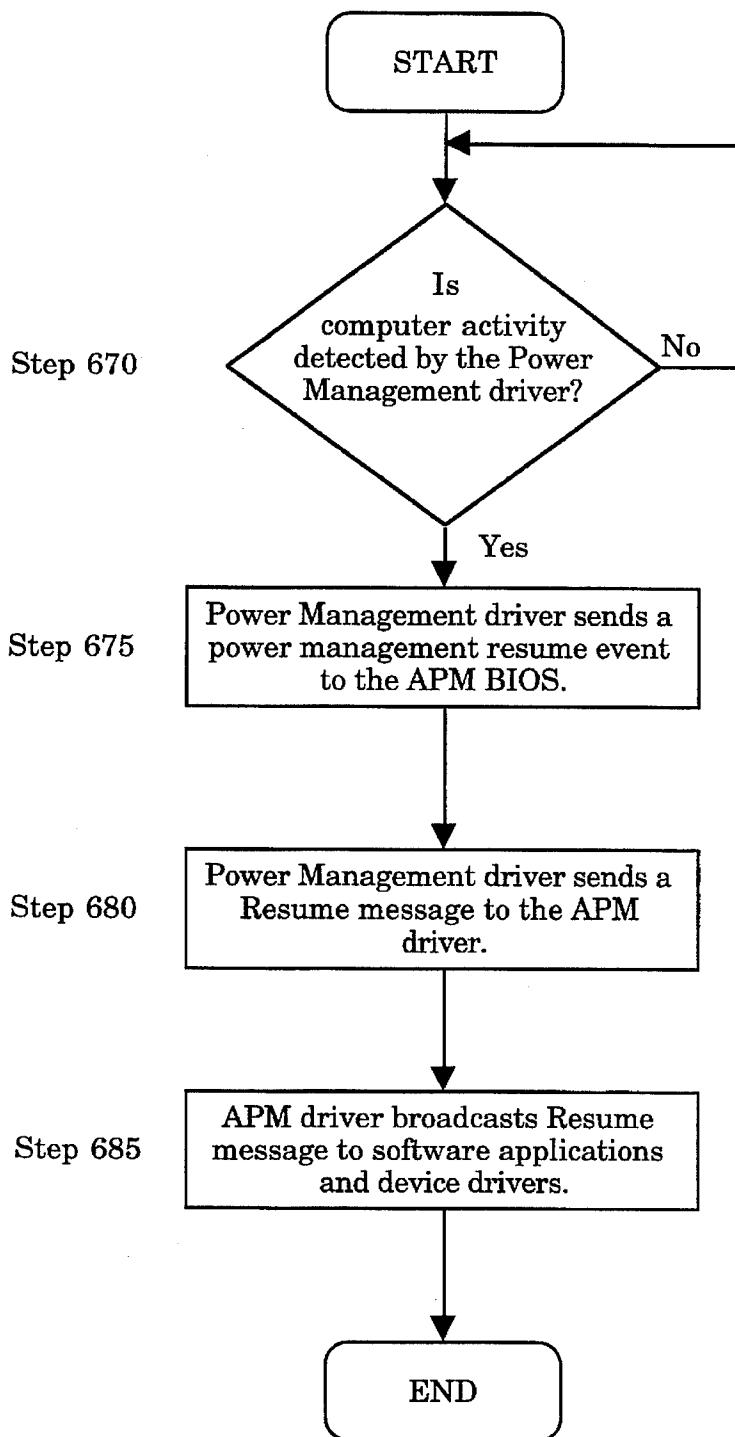 START
Is
computer activity
detected by the Power
Management driver?
Step 670
No
Yes
Step 675
Power Management driver sends a
power management resume event
to the APM BIOS.
Step 680
Power Management driver sends a
Resume message to the APM
driver.
Step 685
APM driver broadcasts Resume
message to software applications
and device drivers.
END